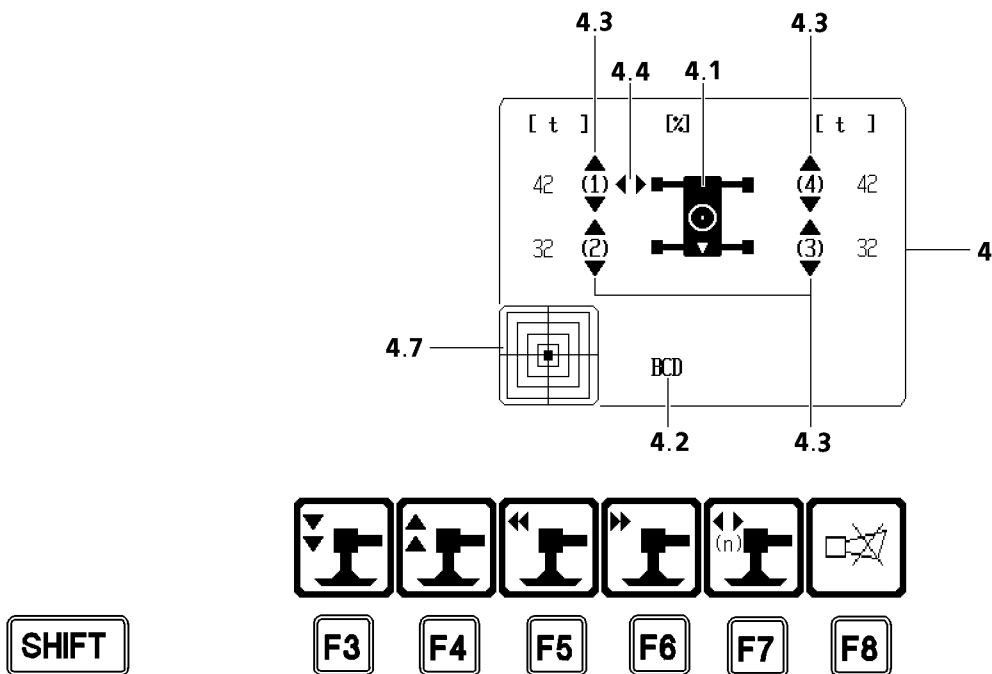 4.3 4.3
4.4 4.1
[ t ] [%] [ t ]
42 (1) (4) 42
32 (2) (3) 32
4
4.7
BCD
4.2 4.3
(n)
SHIFT F3 F4 F5 F6 F7 F8